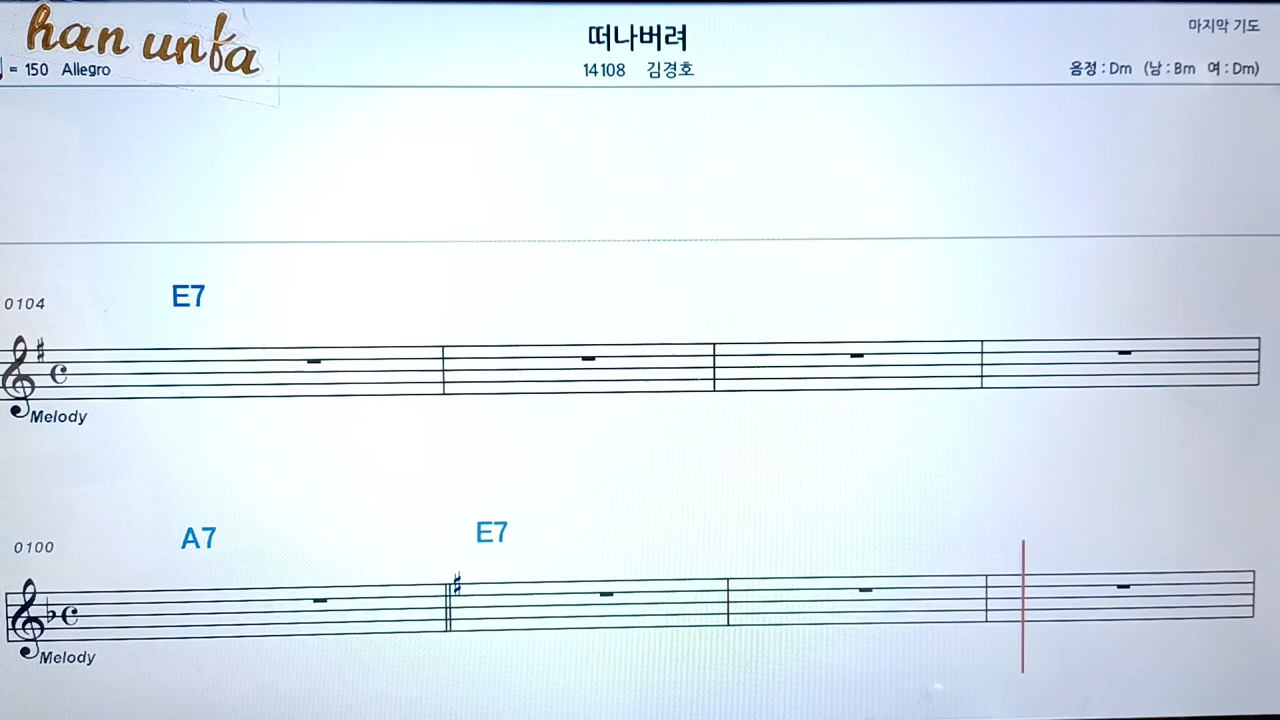 han unfa
떠나버려
마지막 기도
= 150 Allegro
14108 김경호
음정 : Dm (남 : Bm 여 : Dm)
0104
E7
Melody
0100
A7
E7
Melody